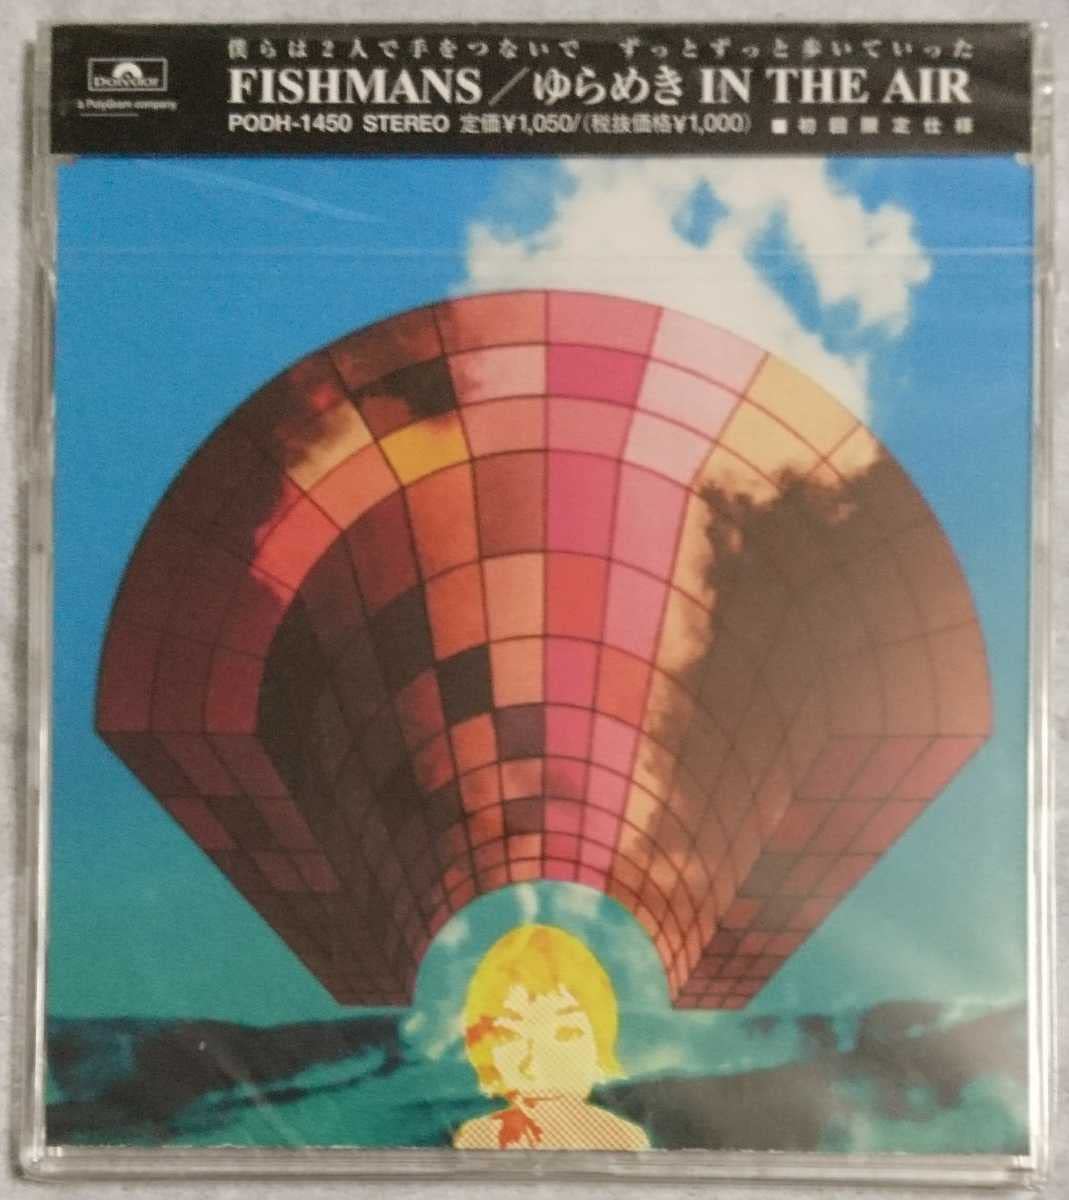 僕らは2人で手をつないで ずっとずっと歩いていった
Polydor
a PolyGram company
FISHMANS／ゆらめき IN THE AIR
PODH-1450 STEREO 定価¥1,050/(税抜価格¥1,000) ■初回限定仕様